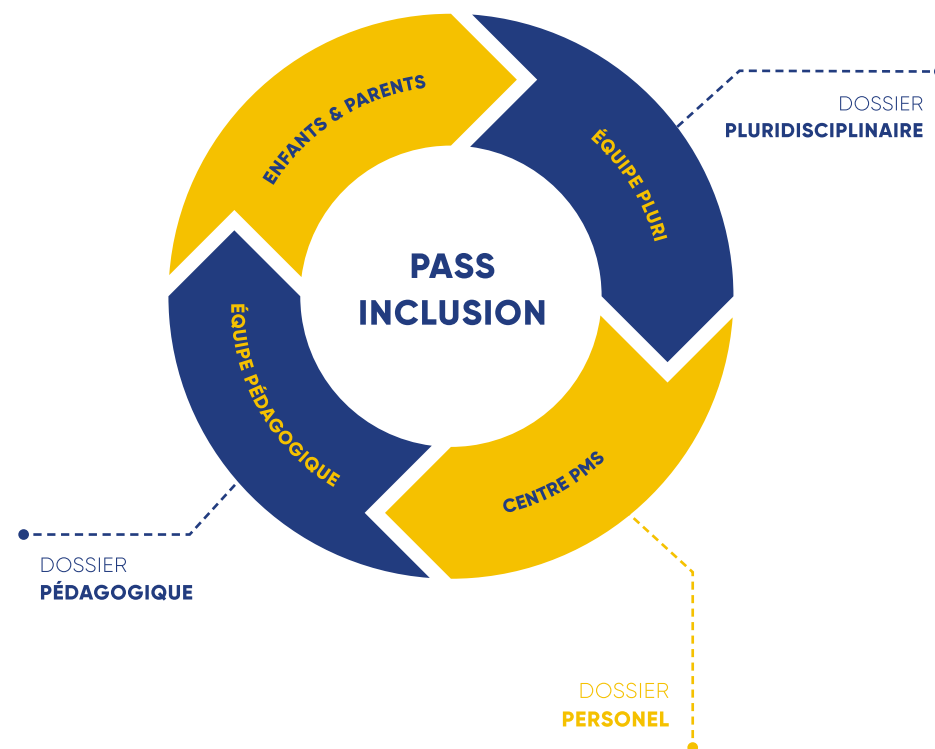 ENFANTS & PARENTS
ÉQUIPE PLURI
DOSSIER
PLURIDISCIPLINAIRE
PASS
INCLUSION
ÉQUIPE PÉDAGOGIQUE
CENTRE PMS
DOSSIER
PÉDAGOGIQUE
DOSSIER
PERSONEL